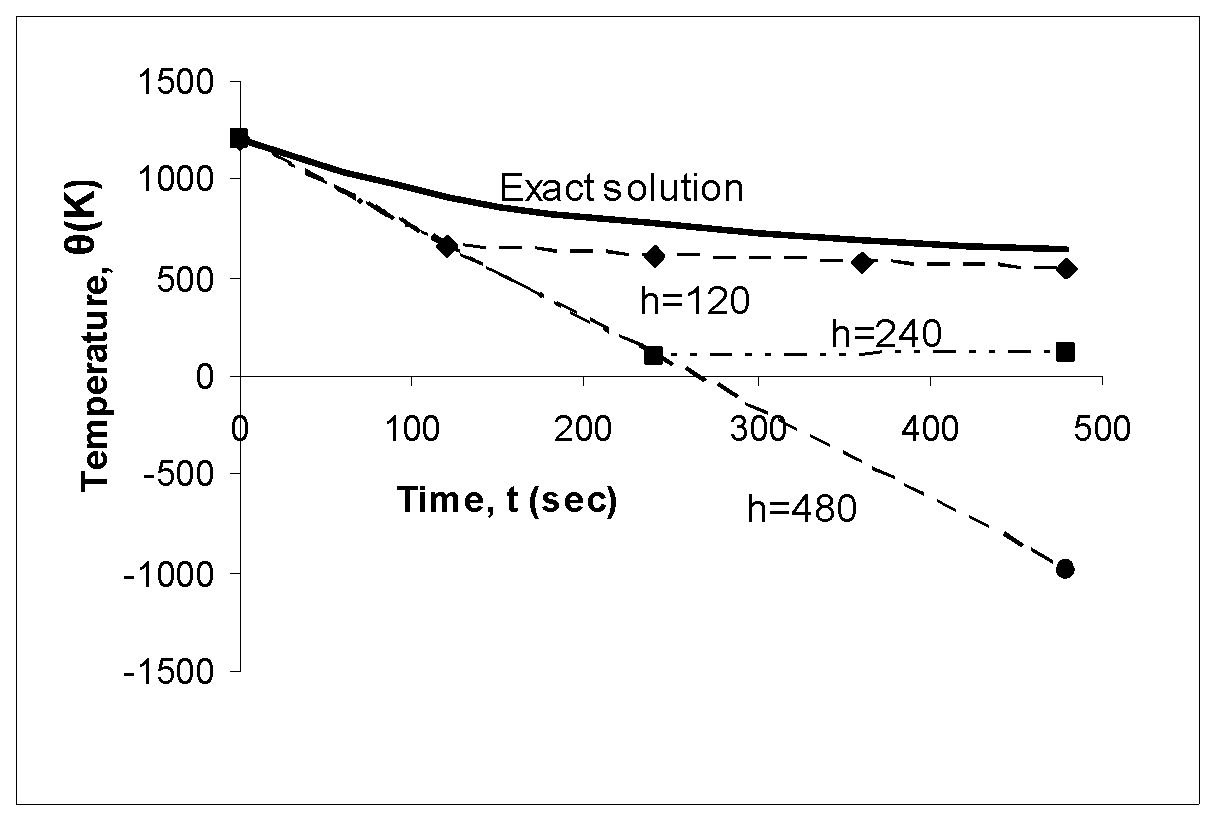 1500
1000
500
0
-500
-1000
-1500
Temperature, θ(K)
Exact solution
h=120
h=240
0 100 200 300 400 500
Time, t (sec)
h=480